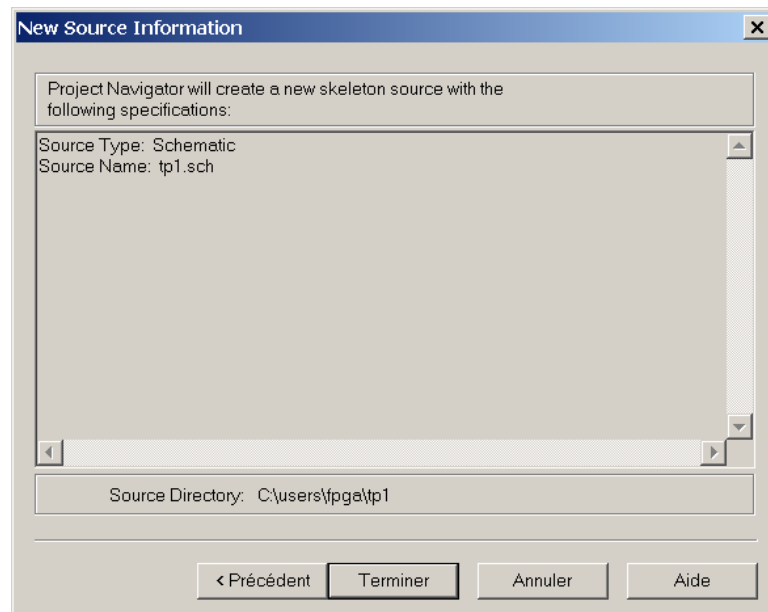 New Source Information
Project Navigator will create a new skeleton source with the
following specifications:
Source Type: Schematic
Source Name: tp1.sch
Source Directory: C:\users\fpga\tp1
< Précédent Terminer Annuler Aide